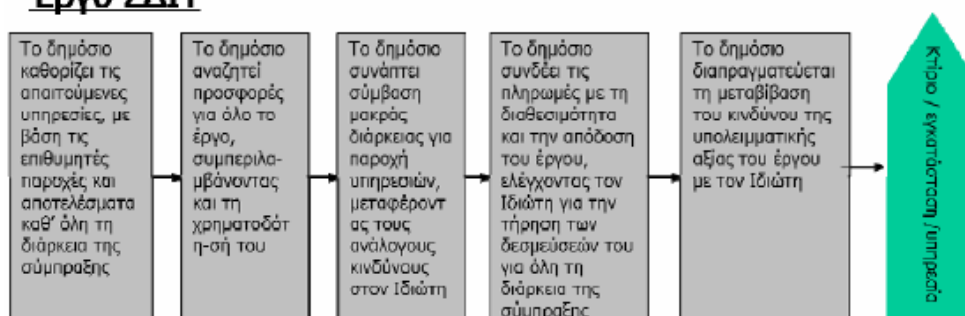 Έργο ΣΔΙΤ
Το δημόσιο
καθορίζει τις
απαιτούμενες
υπηρεσίες, με
βάση τις
επιθυμητές
παροχές και
αποτελέσματα
καθ' όλη τη
διάρκεια της
σύμπραξης
Το δημόσιο
αναζητεί
προσφορές
για όλο το
έργο,
συμπεριλα-
μβάνοντας
και τη
χρηματοδότ
η-σή του
Το δημόσιο
συνάπτει
σύμβαση
μακράς
διάρκειας για
παροχή
υπηρεσιών,
μεταφέροντ
ας τους
ανάλογους
κινδύνους
στον Ιδιώτη
Το δημόσιο
συνδέει τις
πληρωμές με τη
διαθεσιμότητα
και την απόδοση
του έργου,
ελέγχοντας τον
Ιδιώτη για την
τήρηση των
δεσμεύσεών του
για όλη τη
διάρκεια της
σύμπραξης
Το δημόσιο
διαπραγματεύεται
τη μεταβίβαση
του κινδύνου της
υπολειμματικής
αξίας του έργου
με τον Ιδιώτη
Κτίριο / εγκατάσταση /υπηρεσία